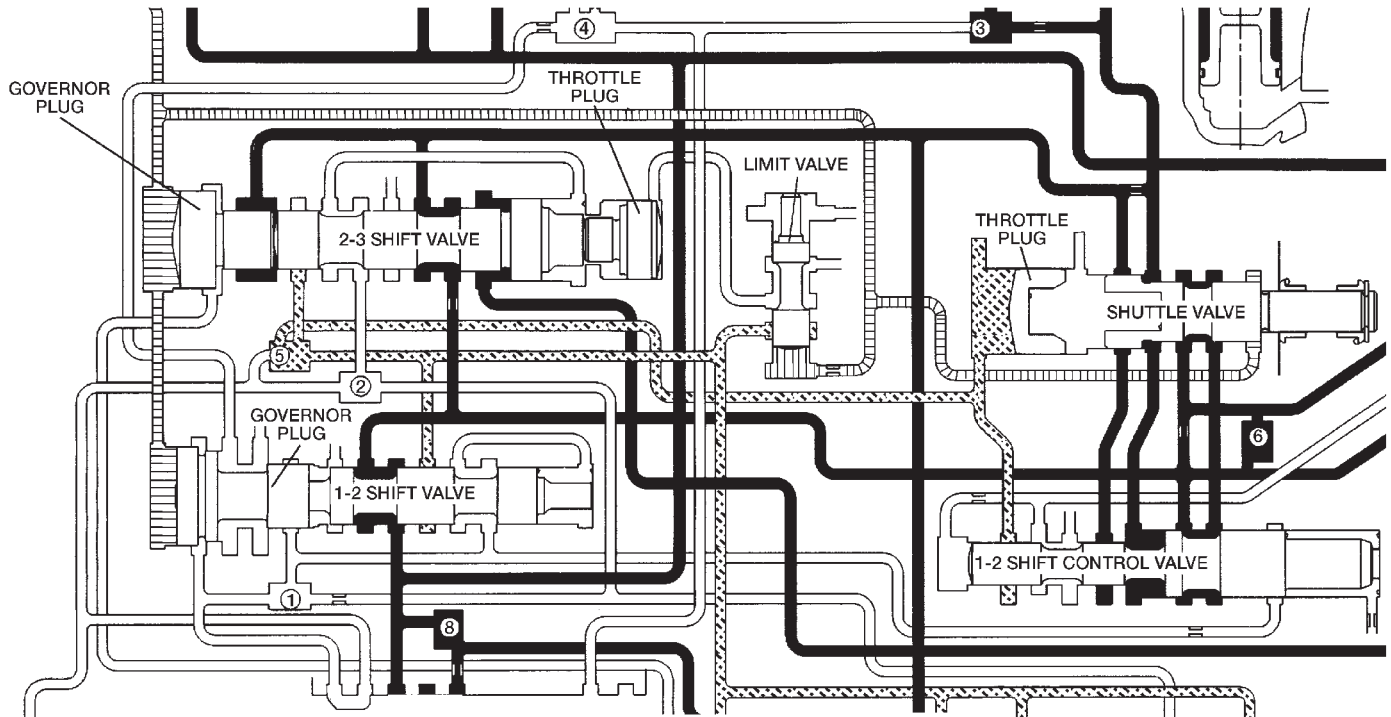 ④
③
GOVERNOR
PLUG
THROTTLE
PLUG
LIMIT VALVE
THROTTLE
PLUG
2-3 SHIFT VALVE
SHUTTLE VALVE
⑤
②
GOVERNOR
PLUG
⑥
1-2 SHIFT VALVE
1-2 SHIFT CONTROL VALVE
①
⑧